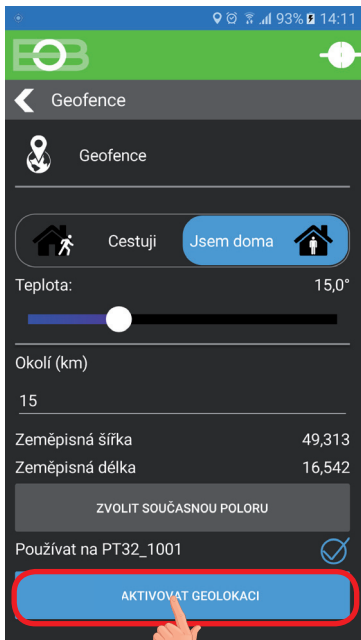 93% 14:11
EOB
Geofence
Geofence
Cestuji Jsem doma
Teplota: 15,0°
Okolí (km)
15
Zeměpisná šířka 49,313
Zeměpisná délka 16,542
ZVOLIT SOUČASNOU POLORU
Používat na PT32_1001
AKTIVOVAT GEOLOKACI